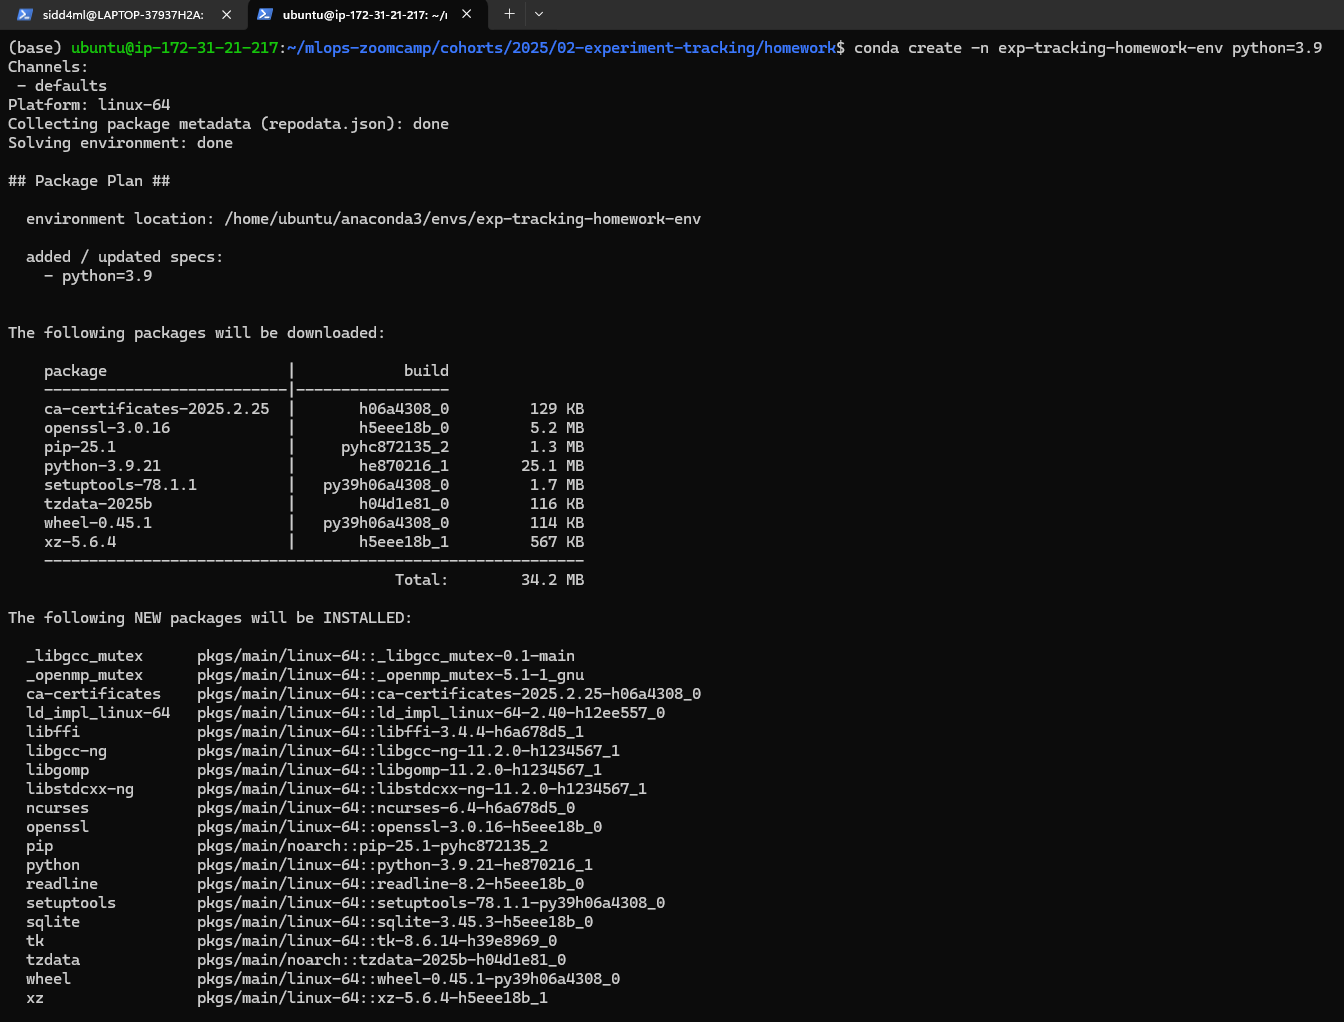 sidd4ml@LAPTOP-37937H2A:
ubuntu@ip-172-31-21-217: ~/
(base) ubuntu@ip-172-31-21-217:~/mlops-zoomcamp/cohorts/2025/02-experiment-tracking/homework$ conda create -n exp-tracking-homework-env python=3.9
Channels:
 - defaults
Platform: linux-64
Collecting package metadata (repodata.json): done
Solving environment: done
## Package Plan ##
  environment location: /home/ubuntu/anaconda3/envs/exp-tracking-homework-env
  added / updated specs:
    - python=3.9
The following packages will be downloaded:
    package                    |            build
    ---------------------------|-----------------
    ca-certificates-2025.2.25  |       h06a4308_0         129 KB
    openssl-3.0.16             |       h5eee18b_0         5.2 MB
    pip-25.1                   |     pyhc872135_2         1.3 MB
    python-3.9.21              |       he870216_1        25.1 MB
    setuptools-78.1.1          |   py39h06a4308_0         1.7 MB
    tzdata-2025b               |       h04d1e81_0         116 KB
    wheel-0.45.1               |   py39h06a4308_0         114 KB
    xz-5.6.4                   |       h5eee18b_1         567 KB
    ------------------------------------------------------------
                                           Total:        34.2 MB
The following NEW packages will be INSTALLED:
  _libgcc_mutex      pkgs/main/linux-64::_libgcc_mutex-0.1-main
  _openmp_mutex      pkgs/main/linux-64::_openmp_mutex-5.1-1_gnu
  ca-certificates    pkgs/main/linux-64::ca-certificates-2025.2.25-h06a4308_0
  ld_impl_linux-64   pkgs/main/linux-64::ld_impl_linux-64-2.40-h12ee557_0
  libffi             pkgs/main/linux-64::libffi-3.4.4-h6a678d5_1
  libgcc-ng          pkgs/main/linux-64::libgcc-ng-11.2.0-h1234567_1
  libgomp            pkgs/main/linux-64::libgomp-11.2.0-h1234567_1
  libstdcxx-ng       pkgs/main/linux-64::libstdcxx-ng-11.2.0-h1234567_1
  ncurses            pkgs/main/linux-64::ncurses-6.4-h6a678d5_0
  openssl            pkgs/main/linux-64::openssl-3.0.16-h5eee18b_0
  pip                pkgs/main/noarch::pip-25.1-pyhc872135_2
  python             pkgs/main/linux-64::python-3.9.21-he870216_1
  readline           pkgs/main/linux-64::readline-8.2-h5eee18b_0
  setuptools         pkgs/main/linux-64::setuptools-78.1.1-py39h06a4308_0
  sqlite             pkgs/main/linux-64::sqlite-3.45.3-h5eee18b_0
  tk                 pkgs/main/linux-64::tk-8.6.14-h39e8969_0
  tzdata             pkgs/main/noarch::tzdata-2025b-h04d1e81_0
  wheel              pkgs/main/linux-64::wheel-0.45.1-py39h06a4308_0
  xz                 pkgs/main/linux-64::xz-5.6.4-h5eee18b_1